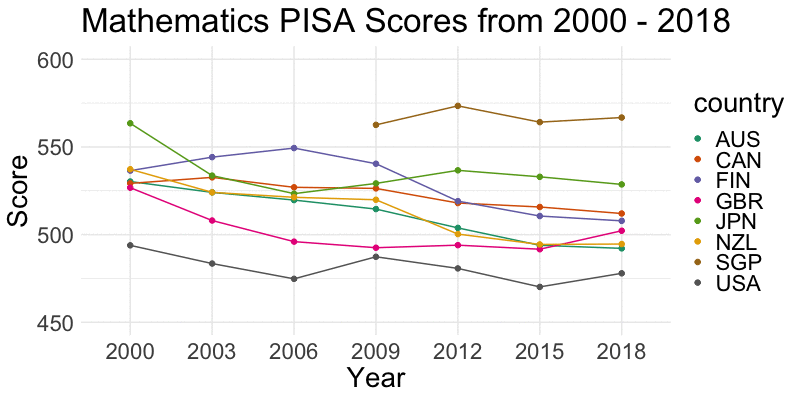 Mathematics PISA Scores from 2000 - 2018
600
550
500
450
Score
2000 2003 2006 2009 2012 2015 2018
Year
country
AUS
CAN
FIN
GBR
JPN
NZL
SGP
USA